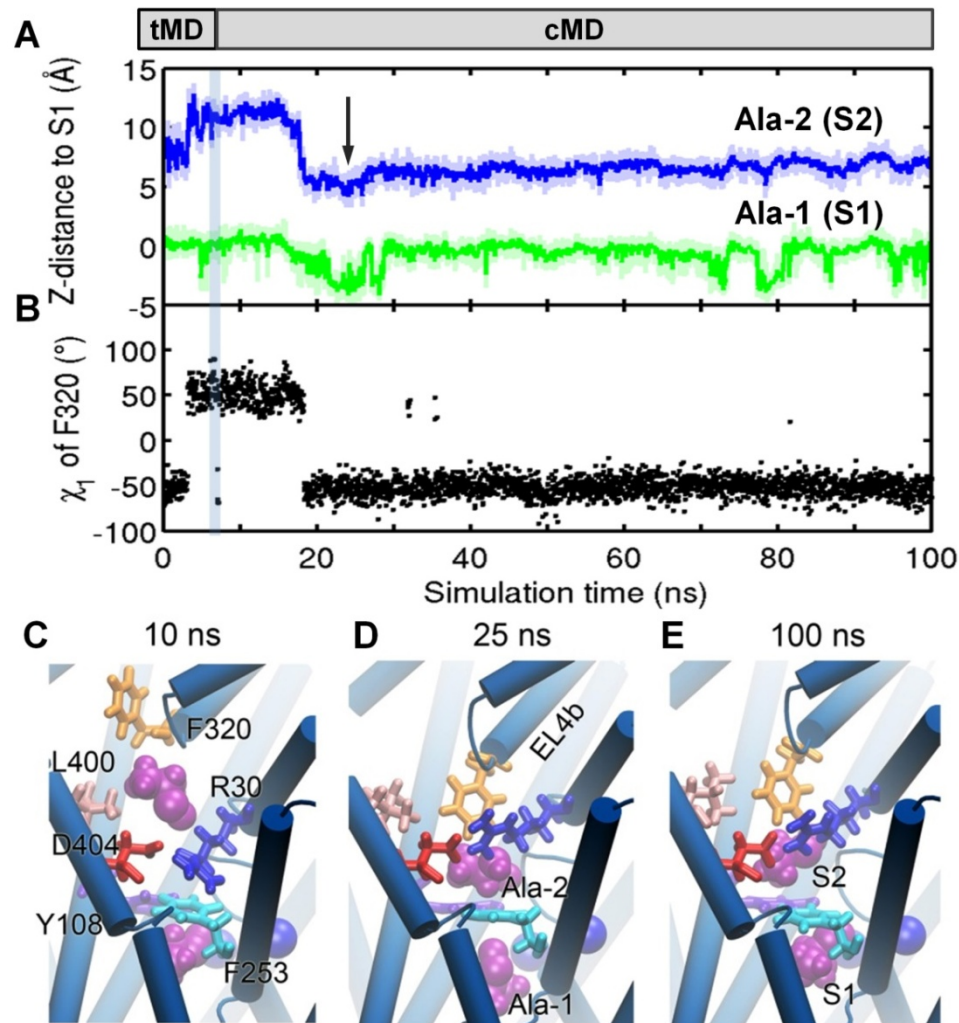 A
tMD
cMD
Z-distance to S1 (Å)
15
10
5
0
-5
Ala-2 (S2)
Ala-1 (S1)
B
χ1 of F320 (°)
100
50
0
-50
-100
0 20 40 60 80 100
Simulation time (ns)
C 10 ns D 25 ns E 100 ns
F320
L400
R30
D404
Y108
F253
EL4b
Ala-2
Ala-1
S2
S1